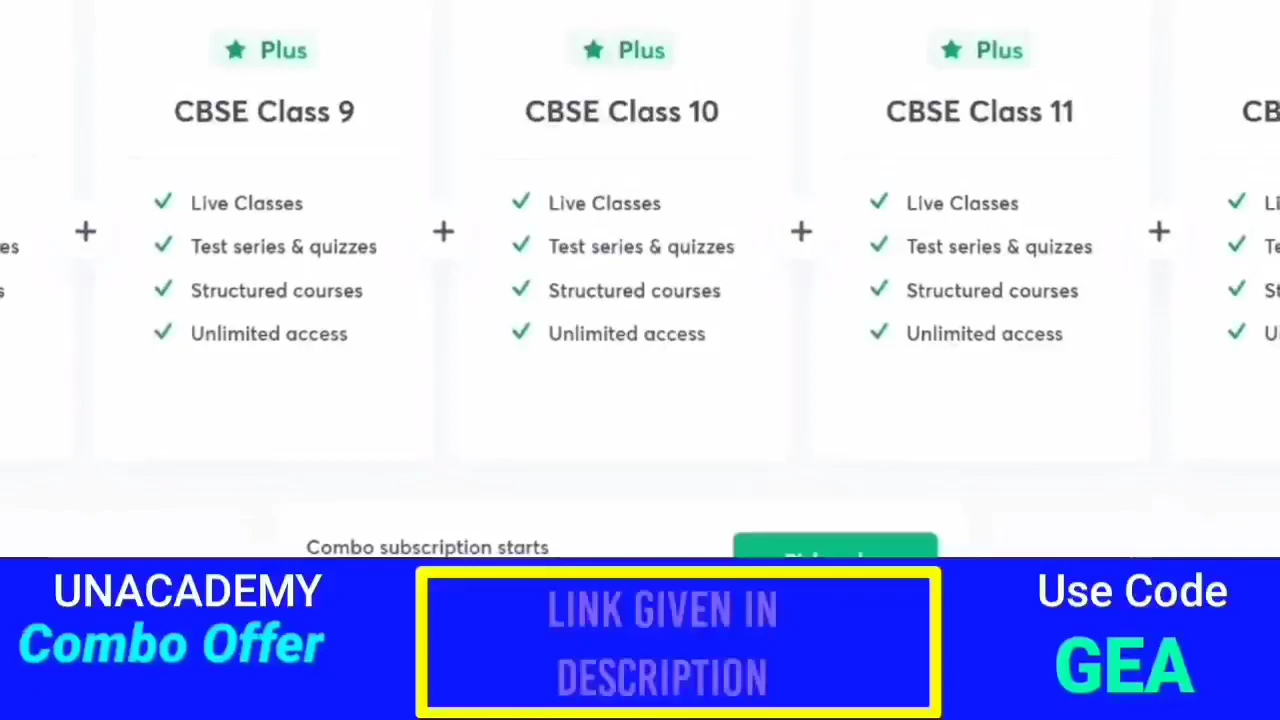 Plus
CBSE Class 9
Live Classes
Test series & quizzes
Structured courses
Unlimited access
+
Plus
CBSE Class 10
Live Classes
Test series & quizzes
Structured courses
Unlimited access
+
Plus
CBSE Class 11
Live Classes
Test series & quizzes
Structured courses
Unlimited access
+
+
Combo subscription starts
UNACADEMY
Combo Offer
LINK GIVEN IN
DESCRIPTION
Use Code
GEA